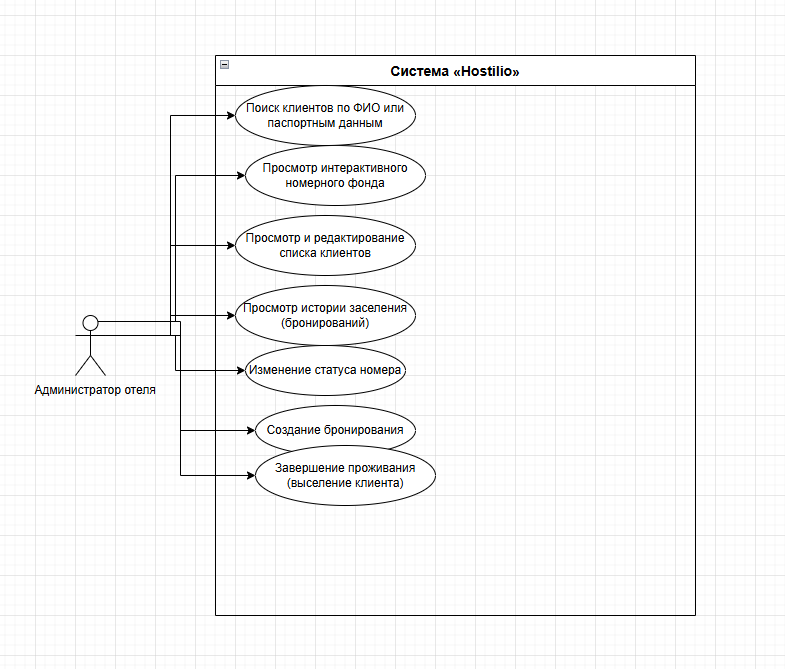 Система «Hostilio»
Поиск клиентов по ФИО или
паспортным данным
Просмотр интерактивного
номерного фонда
Просмотр и редактирование
списка клиентов
Просмотр истории заселения
(бронирований)
Изменение статуса номера
Администратор отеля
Создание бронирования
Завершение проживания
(выселение клиента)